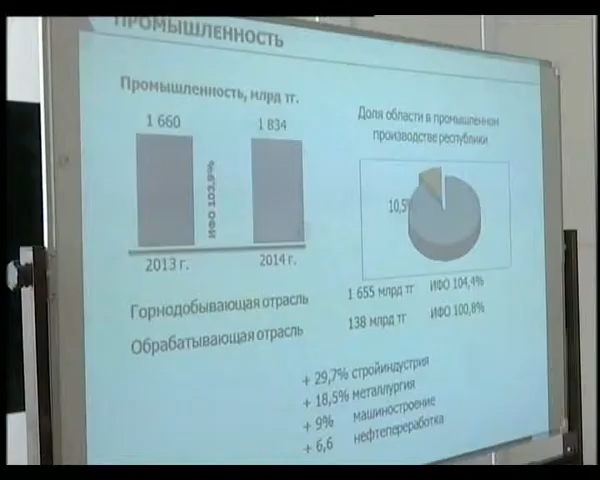 ПРОМЫШЛЕННОСТЬ
Промышленность, млрд тг.
1 660
1 834
ИФО 103,9%
2013 г.
2014 г.
Доля области в промышленном
производстве республики
10,5
Горнодобывающая отрасль 1 655 млрд тг ИФО 104,4%
Обрабатывающая отрасль 138 млрд тг ИФО 100,8%
+ 29,7% стройиндустрия
+ 18,5% металлургия
+ 9% машиностроение
+ 6,6 нефтепереработка